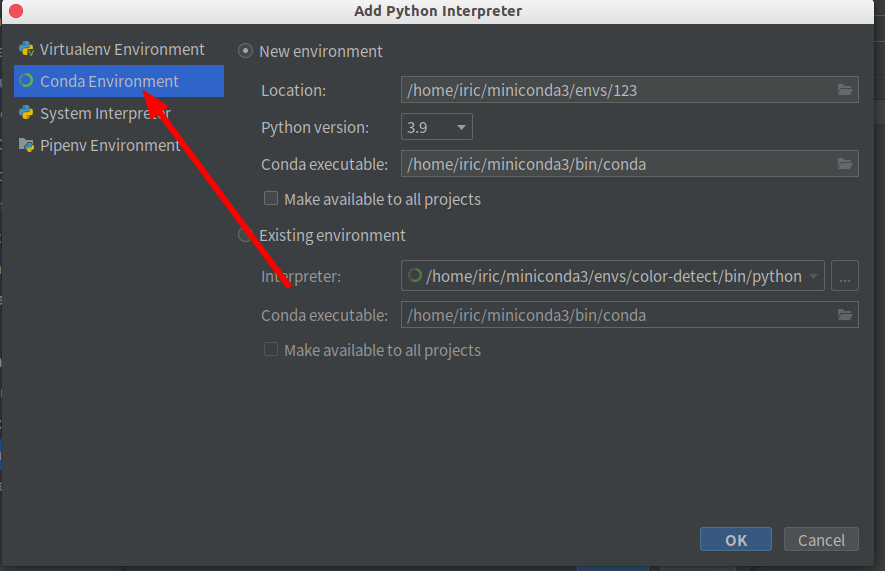 Add Python Interpreter
Virtualenv Environment
Conda Environment
System Interpreter
Pipenv Environment
New environment
Location: /home/iric/miniconda3/envs/123
Python version: 3.9
Conda executable: /home/iric/miniconda3/bin/conda
Make available to all projects
Existing environment
Interpreter: /home/iric/miniconda3/envs/color-detect/bin/python ...
Conda executable: /home/iric/miniconda3/bin/conda
Make available to all projects
OK Cancel